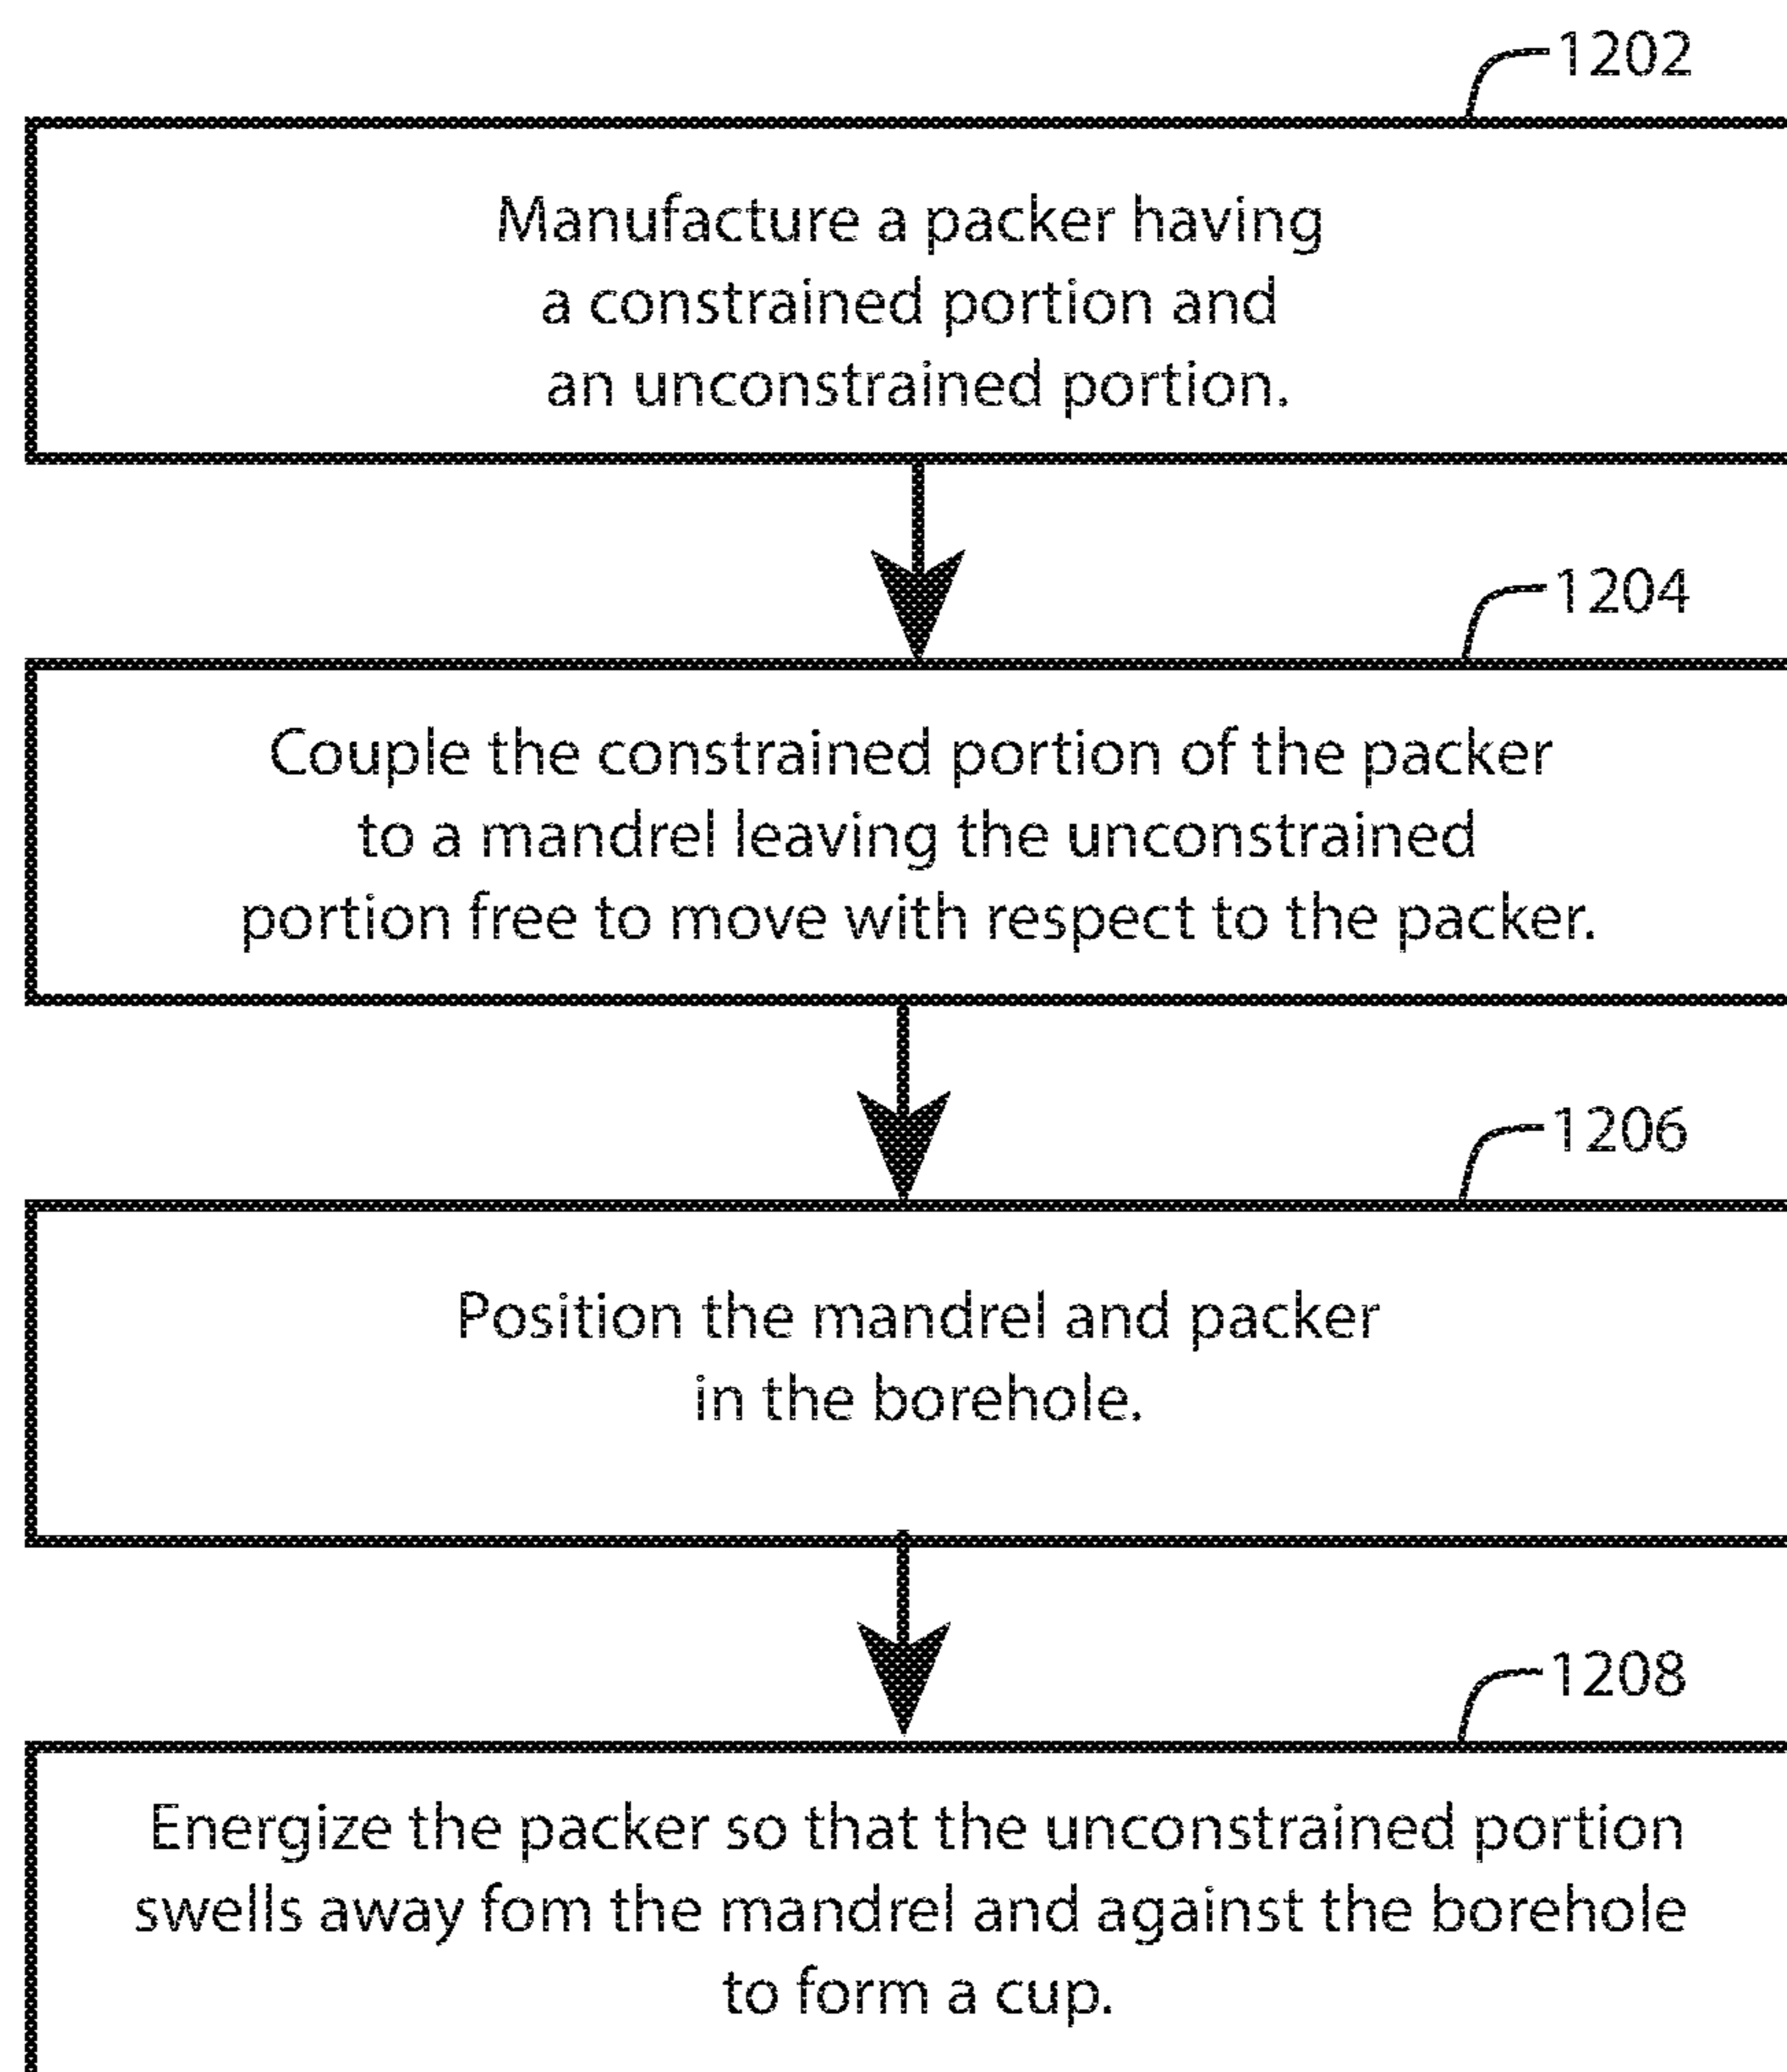 1202
Manufacture a packer having
a constrained portion and
an unconstrained portion.
1204
Couple the constrained portion of the packer
to a mandrel leaving the unconstrained
portion free to move with respect to the packer.
1206
Position the mandrel and packer
in the borehole.
1208
Energize the packer so that the unconstrained portion
swells away fom the mandrel and against the borehole
to form a cup.